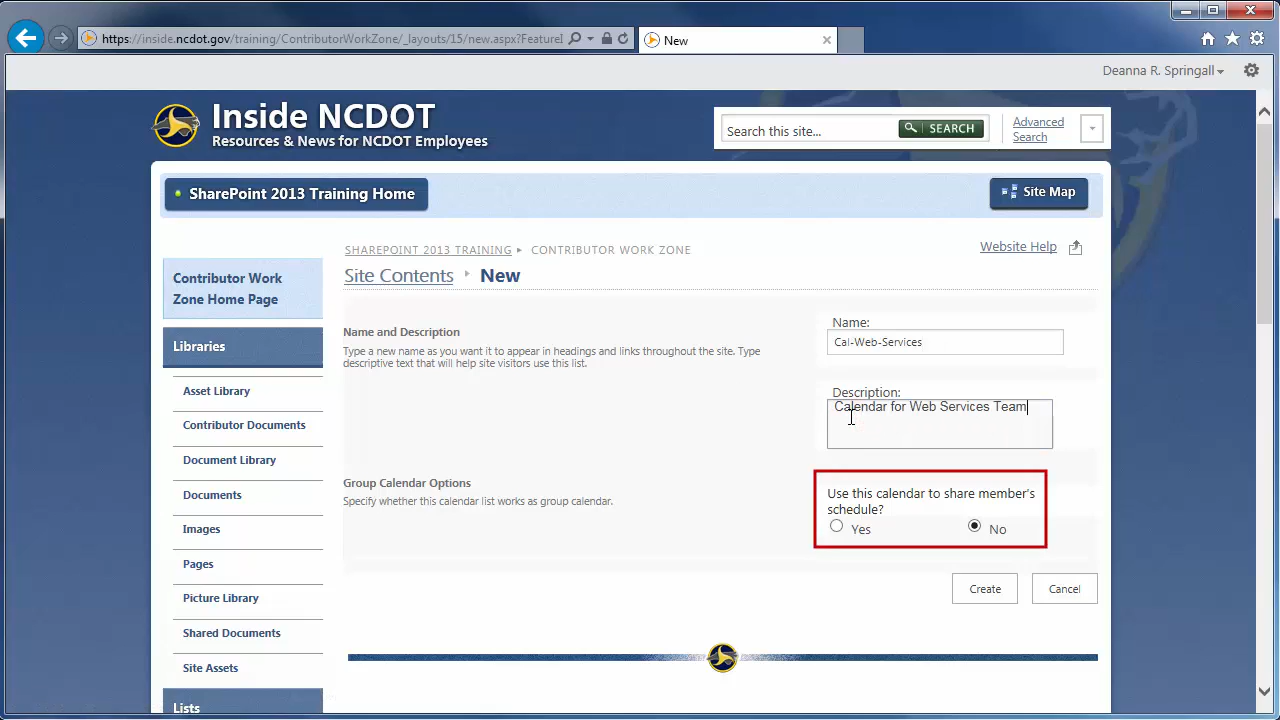 https://inside.ncdot.gov/training/ContributorWorkZone/_layouts/15/new.aspx?FeatureI
New
Deanna R. Springall
Inside NCDOT
Resources & News for NCDOT Employees
Search this site...
SEARCH
Advanced
Search
SharePoint 2013 Training Home
Site Map
SHAREPOINT 2013 TRAINING
CONTRIBUTOR WORK ZONE
Website Help
Site Contents
New
Contributor Work
Zone Home Page
Libraries
Asset Library
Contributor Documents
Document Library
Documents
Images
Pages
Picture Library
Shared Documents
Site Assets
Lists
Name and Description
Type a new name as you want it to appear in headings and links throughout the site. Type
descriptive text that will help site visitors use this list.
Name:
Cal-Web-Services
Description:
Calendar for Web Services Team
Group Calendar Options
Specify whether this calendar list works as group calendar.
Use this calendar to share member's
schedule?
Yes
No
Create
Cancel